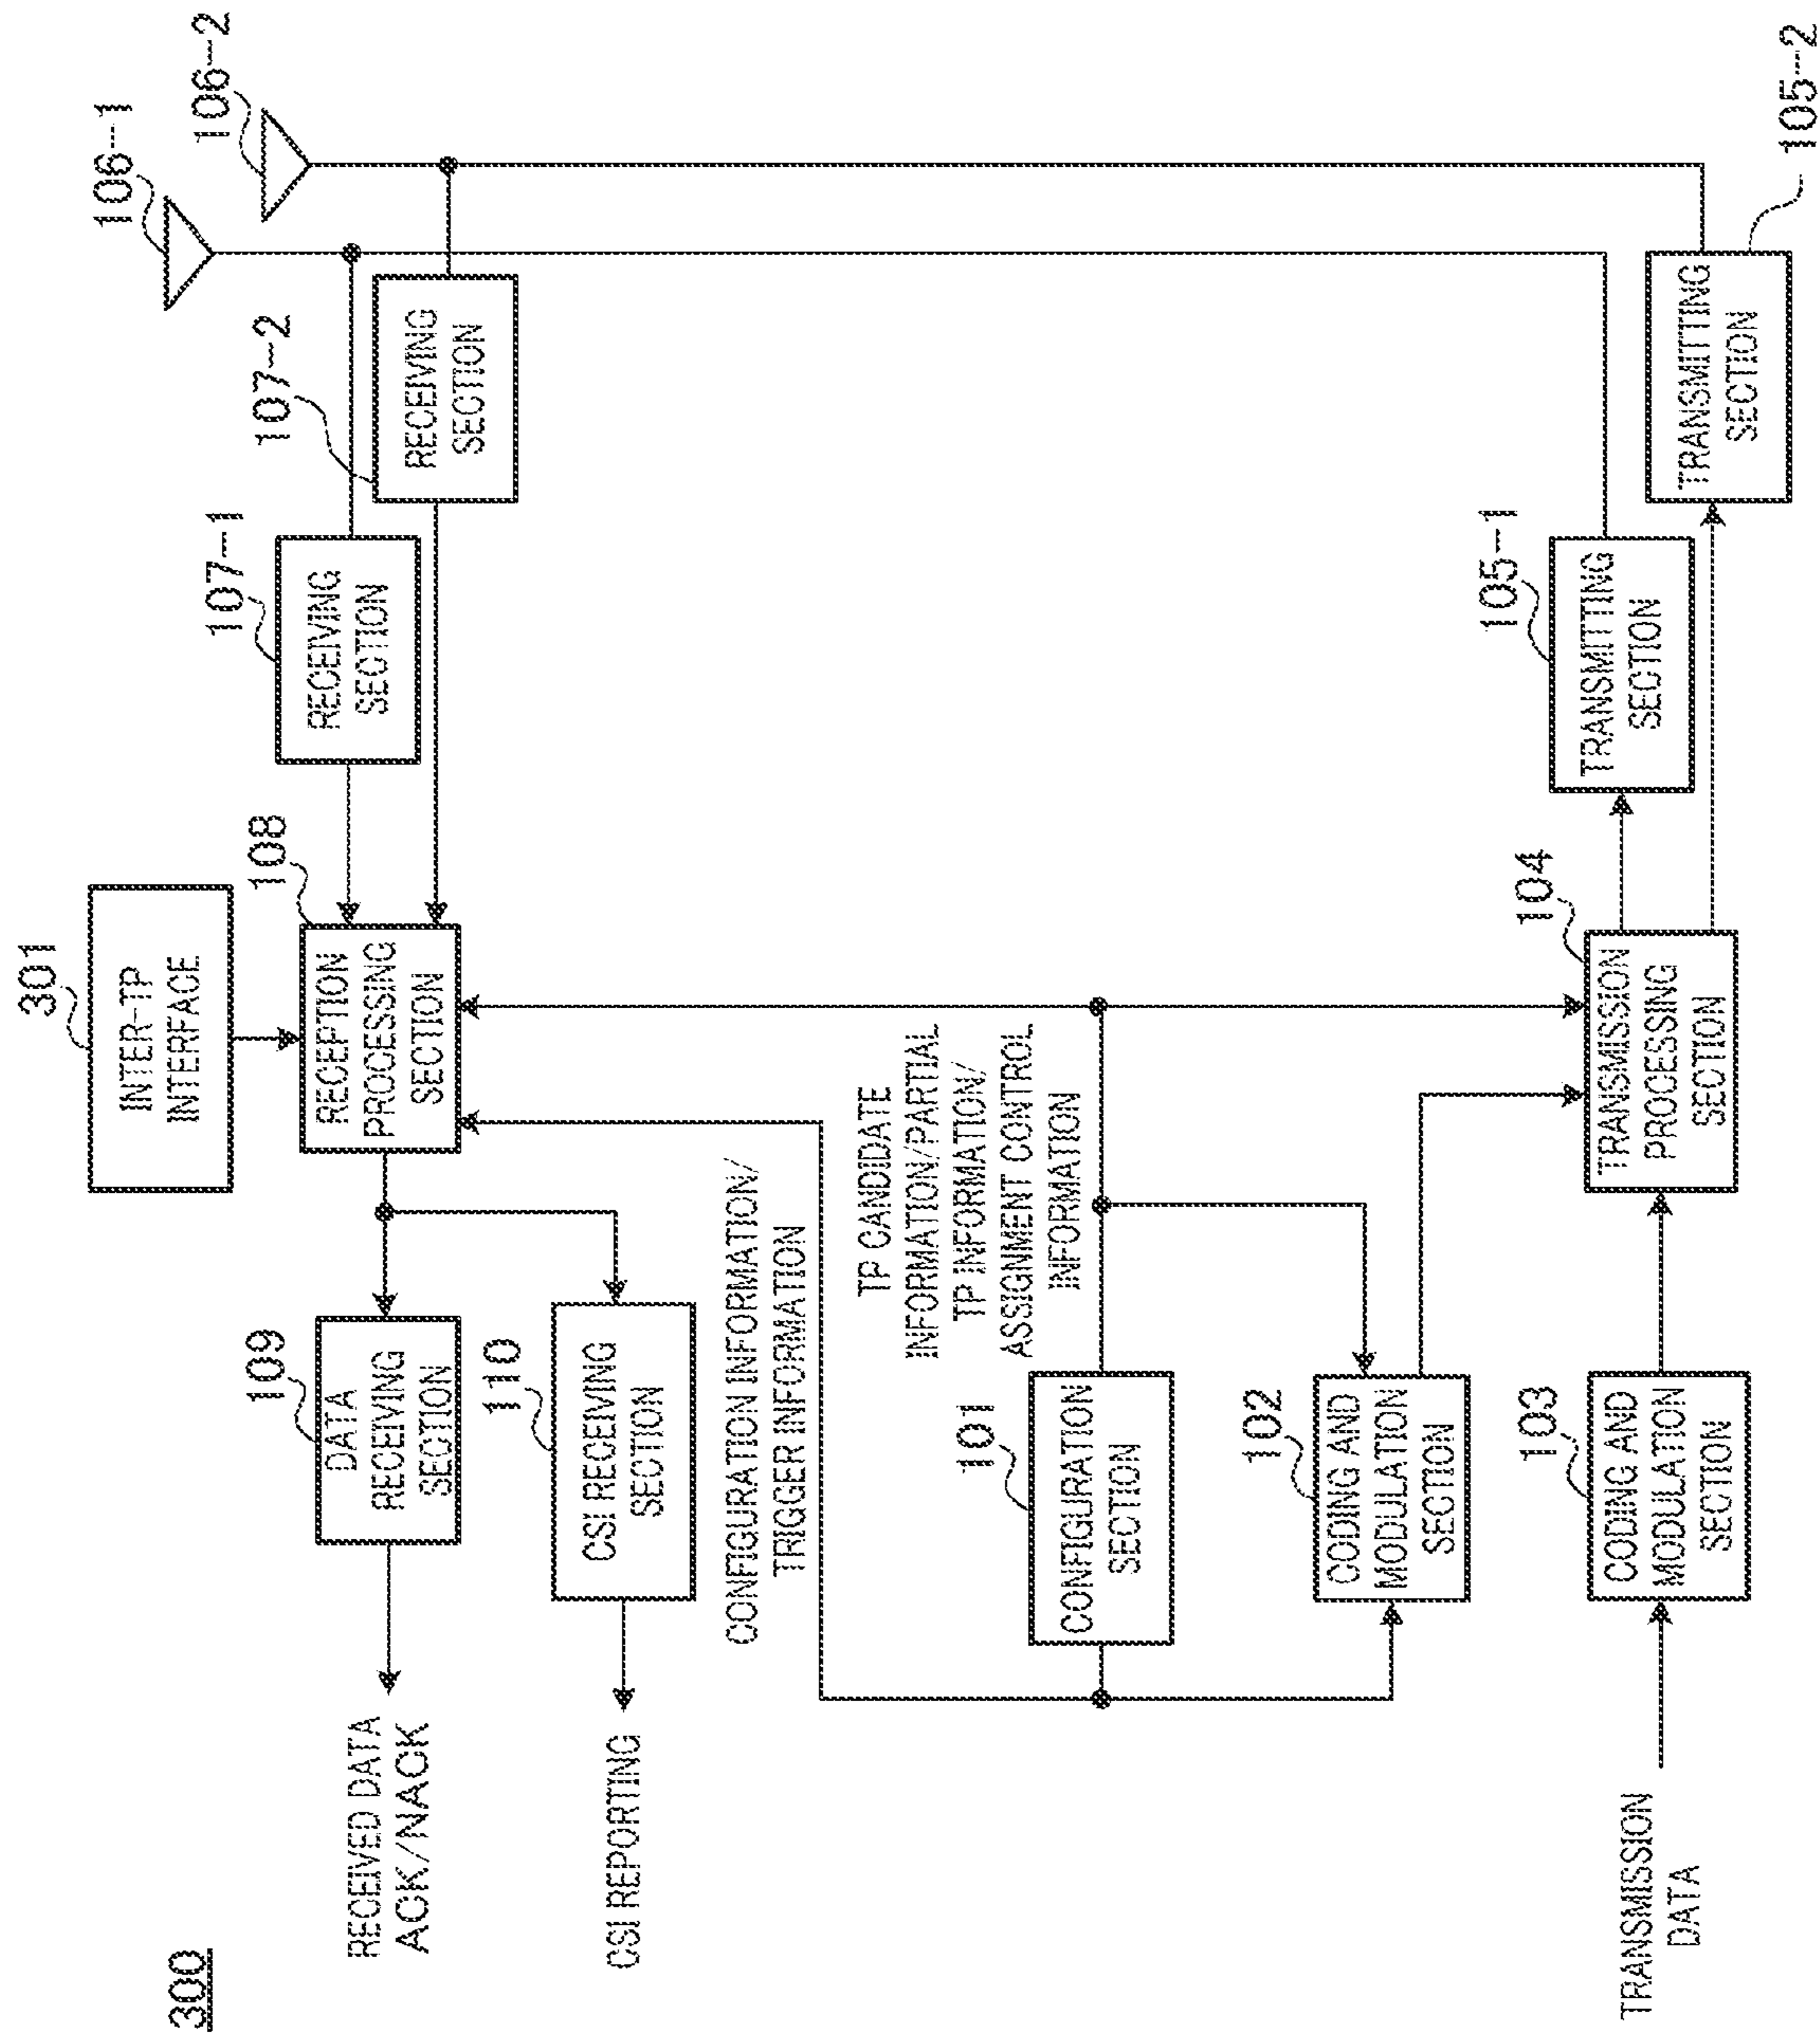 300
301
INTER-TP
INTERFACE
106-1
106-2
107-1
RECEIVING
SECTION
107-2
RECEIVING
SECTION
108
RECEPTION
PROCESSING
SECTION
109
DATA
RECEIVING
SECTION
RECEIVED DATA
ACK/NACK
110
CSI RECEIVING
SECTION
CSI REPORTING
CONFIGURATION INFORMATION/
TRIGGER INFORMATION
TP CANDIDATE
INFORMATION/PARTIAL
TP INFORMATION/
ASSIGNMENT CONTROL
INFORMATION
101
CONFIGURATION
SECTION
102
CODING AND
MODULATION
SECTION
103
CODING AND
MODULATION
SECTION
TRANSMISSION
DATA
104
TRANSMISSION
PROCESSING
SECTION
105-1
TRANSMITTING
SECTION
TRANSMITTING
SECTION
105-2